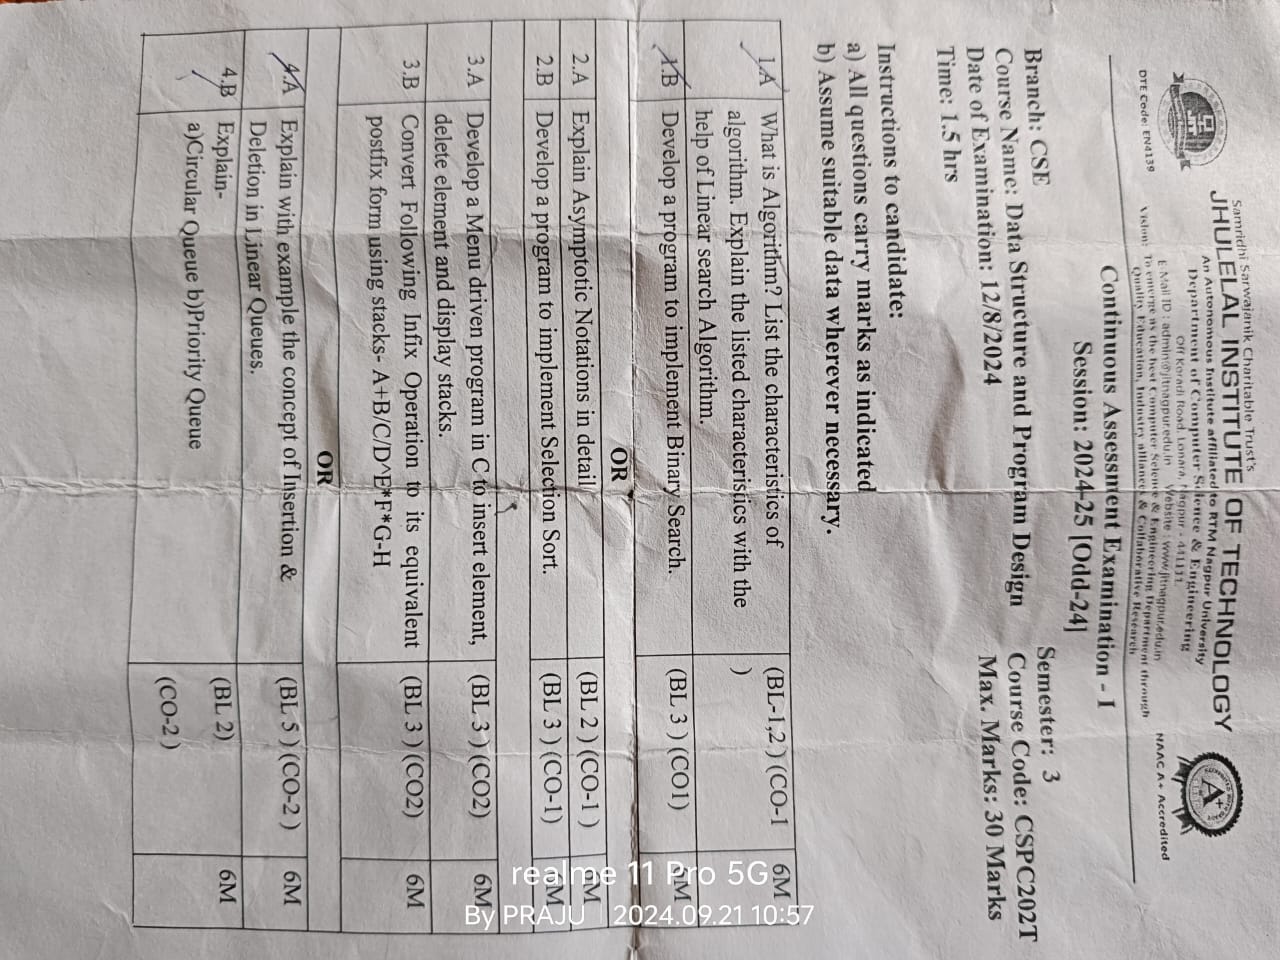 Samridhi Sarwajanik Charitable Trust's
JHULELAL INSTITUTE OF TECHNOLOGY
An Autonomous Institute affiliated to RTM Nagpur University
Department of Computer Science & Engineering
Off Koradi Road, Lonara, Nagpur - 441111.
E-Mail ID : admin@jitnagpur.edu.in Website : www.jitnagpur.edu.in
Vision: To emerge as the best Computer Science & Engineering Department through
Quality Education, Industry alliances & Collaborative Research
JIT
DTE Code: EN4139
A+
NAAC A+ Accredited
Continuous Assessment Examination - I
Session: 2024-25 [Odd-24]
Branch: CSE Semester: 3
Course Name: Data Structure and Program Design Course Code: CSPC202T
Date of Examination: 12/8/2024 Max. Marks: 30 Marks
Time: 1.5 hrs
Instructions to candidate:
a) All questions carry marks as indicated
b) Assume suitable data wherever necessary.
1.A What is Algorithm? List the characteristics of (BL-1,2 ) (CO-1 6M
algorithm. Explain the listed characteristics with the )
help of Linear search Algorithm.
1.B Develop a program to implement Binary Search. (BL 3 ) (CO1) M
OR
2.A Explain Asymptotic Notations in detail (BL 2 ) (CO-1 ) M
2.B Develop a program to implement Selection Sort. (BL 3 ) (CO-1) M
3.A Develop a Menu driven program in C to insert element, (BL 3 ) (CO2) 6M
delete element and display stacks.
3.B Convert Following Infix Operation to its equivalent (BL 3 ) (CO2) 6M
postfix form using stacks- A+B/C/D^E*F*G-H
OR
4.A Explain with example the concept of Insertion & (BL 5 ) (CO-2 ) 6M
Deletion in Linear Queues.
4.B Explain- (BL 2) 6M
a)Circular Queue b)Priority Queue
(CO-2 )
realme 11 Pro 5G
By PRAJU 2024.09.21 10:57